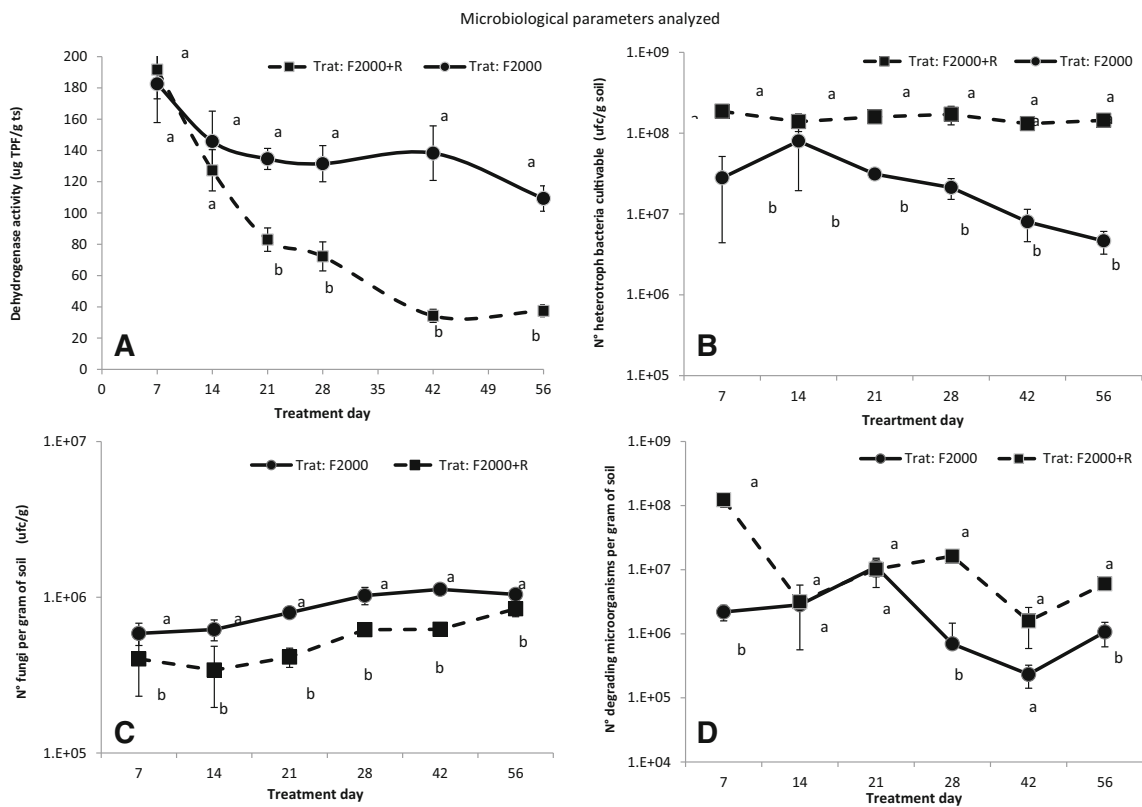 Microbiological parameters analyzed
Dehydrogenase activity (ug TPF/g ts)
200
180
160
140
120
100
80
60
40
20
0
Trat: F2000+R Trat: F2000
a
a a a a a
a
a
b b b b
A
0 7 14 21 28 35 42 49 56
Treatment day
N° heterotroph bacteria cultivable (ufc/g soil)
1.E+09
1.E+08
1.E+07
1.E+06
1.E+05
Trat: F2000+R Trat: F2000
a a a a a a
a
b b b b b b
B
7 14 21 28 42 56
Treartment day
N° fungi per gram of soil (ufc/g)
1.E+07
1.E+06
1.E+05
Trat: F2000 Trat: F2000+R
a a a a a a
b b b b b b
C
7 14 21 28 42 56
Treatment day
N° degrading microorganisms per gram of soil
1.E+09
1.E+08
1.E+07
1.E+06
1.E+05
1.E+04
Trat: F2000 Trat: F2000+R
a a a a a a
b a a b a b
D
7 14 21 28 42 56
Treatment day